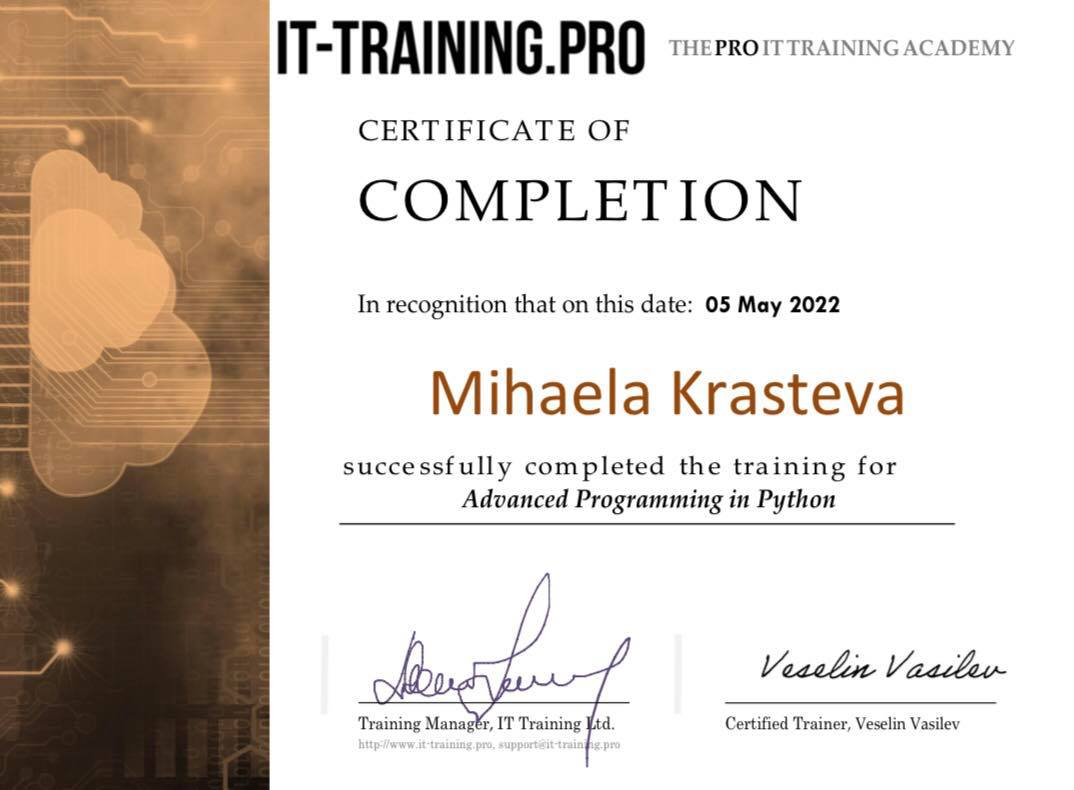 IT-TRAINING.PRO THE PRO IT TRAINING ACADEMY
CERTIFICATE OF
COMPLETION
In recognition that on this date: 05 May 2022
Mihaela Krasteva
successfully completed the training for
Advanced Programming in Python
Veselin Vasilev
Training Manager, IT Training Ltd.
Certified Trainer, Veselin Vasilev
http://www.it-training.pro, support@it-training.pro